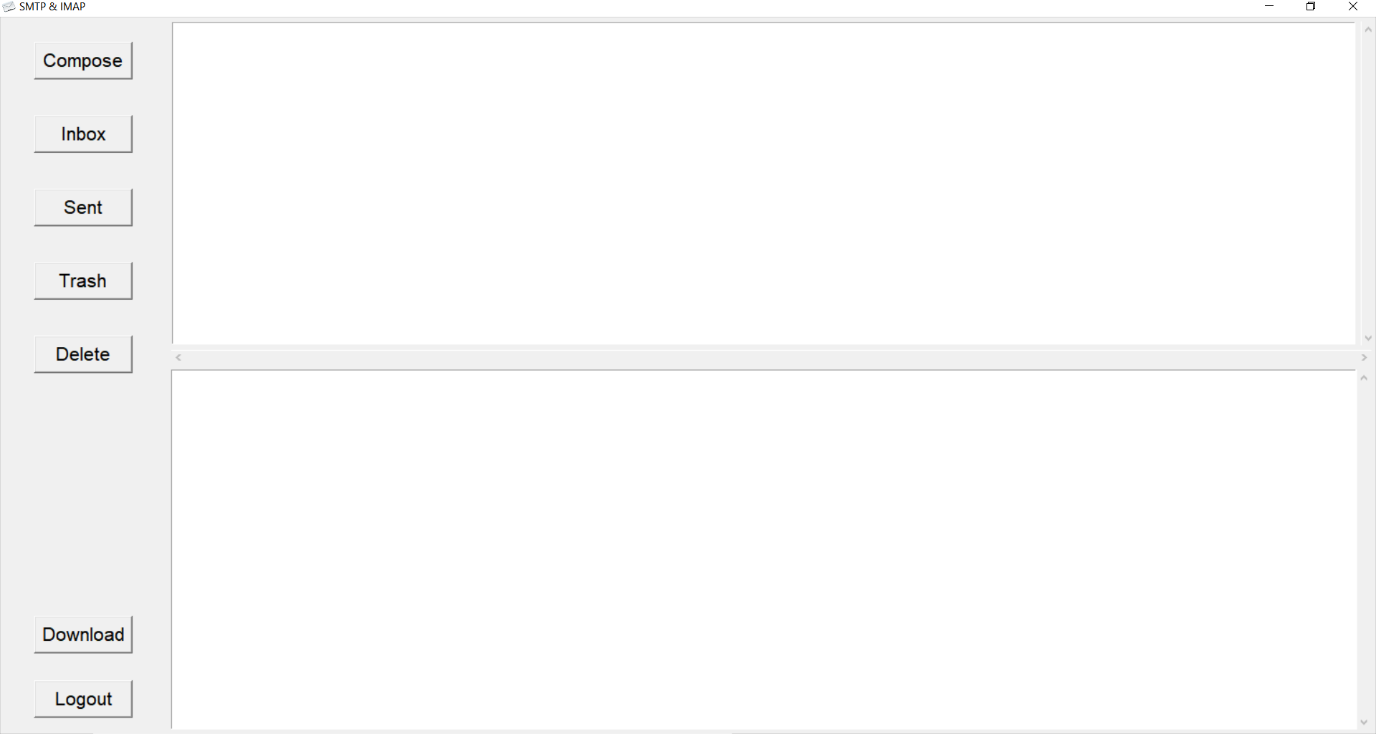 SMTP & IMAP
Compose
Inbox
Sent
Trash
Delete
Download
Logout